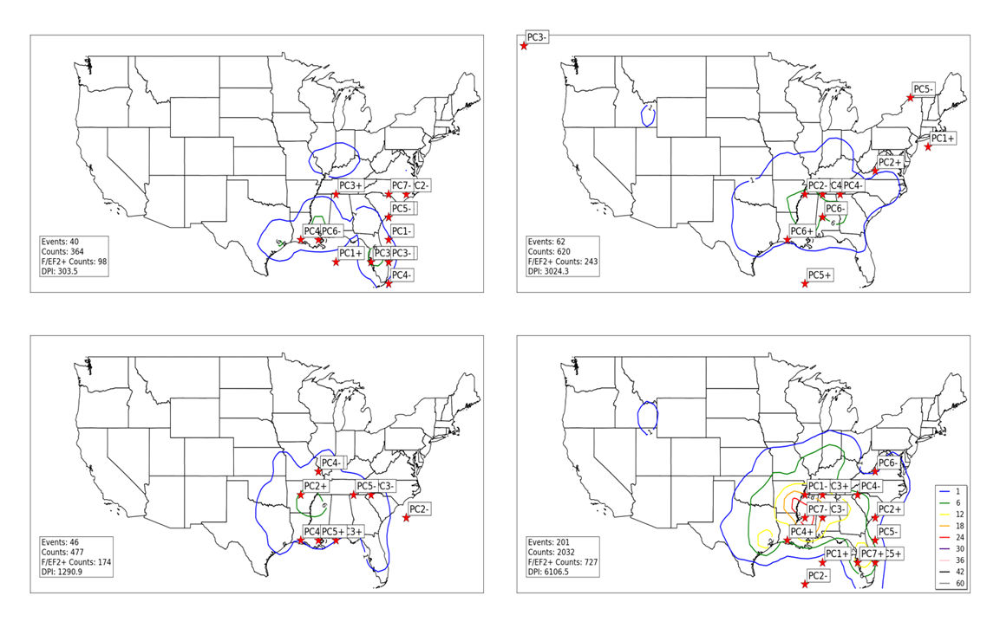 PC3-
PC5-
PC1+
PC2+
PC3+
PC7-
C2-
PC2-
C4
PC4-
PC5-
PC6-
PC4
PC6-
PC1-
PC6+
Events: 40
Counts: 364
F/EF2+ Counts: 98
DPI: 303.5
PC1+
PC3
PC3-
PC4-
Events: 62
Counts: 620
F/EF2+ Counts: 243
DPI: 3024.3
PC5+
1
6
PC4-
PC6-
PC2+
PC5-
C3-
PC1-
C3+
PC4-
PC2-
PC7-
C3-
PC2+
PC4
PC5+
C3+
PC4+
PC5-
Events: 46
Counts: 477
F/EF2+ Counts: 174
DPI: 1290.9
Events: 201
Counts: 2032
F/EF2+ Counts: 727
DPI: 6106.5
PC1+
PC7+
C5+
PC2-
1
6
12
18
24
30
36
42
60